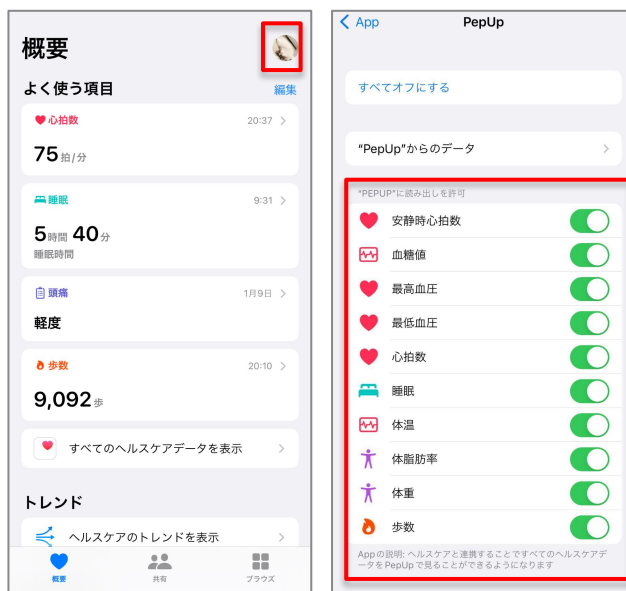 概要
よく使う項目 編集
心拍数 20:37
75 拍/分
睡眠 9:31
5時間 40分
睡眠時間
頭痛 1月9日
軽度
歩数 20:10
9,092歩
すべてのヘルスケアデータを表示
トレンド
ヘルスケアのトレンドを表示
概要 共有 ブラウズ
App PepUp
すべてオフにする
"PepUp"からのデータ
"PEPUP"に読み出しを許可
安静時心拍数
血糖値
最高血圧
最低血圧
心拍数
睡眠
体温
体脂肪率
体重
歩数
Appの説明: ヘルスケアと連携することですべてのヘルスケアデ
ータをPepUpで見ることができるようになります